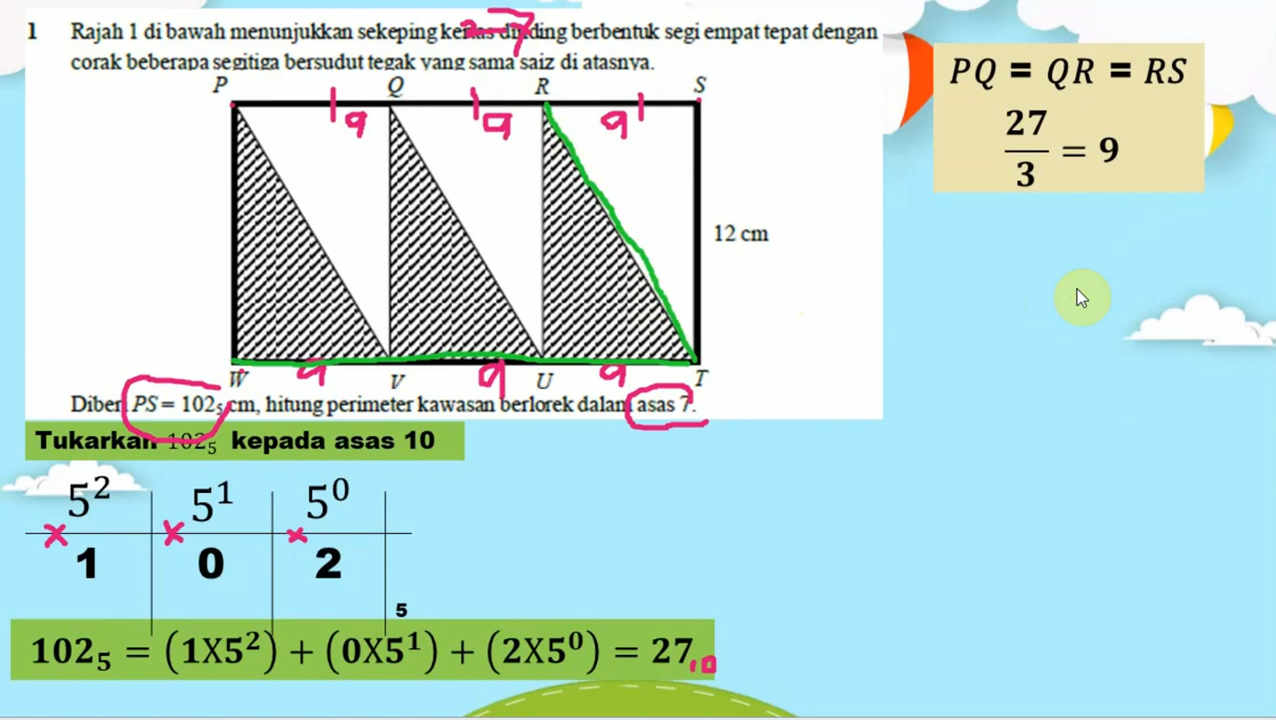 27
1 Rajah 1 di bawah menunjukkan sekeping kertas dinding berbentuk segi empat tepat dengan
corak beberapa segitiga bersudut tegak yang sama saiz di atasnya.
P Q R S
9 9 9
12 cm
9 9 9
W V U T
Diberi PS = 102₅ cm, hitung perimeter kawasan berlorek dalam asas 7.
PQ = QR = RS
27/3 = 9
Tukarkan 102₅ kepada asas 10
5² 5¹ 5⁰
× × ×
1 0 2
5
102₅ = (1X5²) + (0X5¹) + (2X5⁰) = 27₁₀